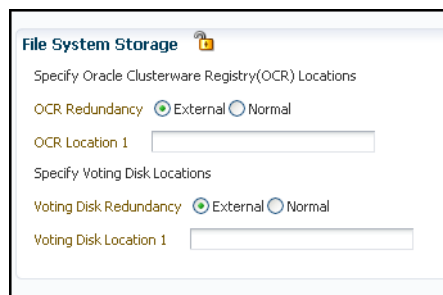 File System Storage
Specify Oracle Clusterware Registry(OCR) Locations
OCR Redundancy External Normal
OCR Location 1
Specify Voting Disk Locations
Voting Disk Redundancy External Normal
Voting Disk Location 1